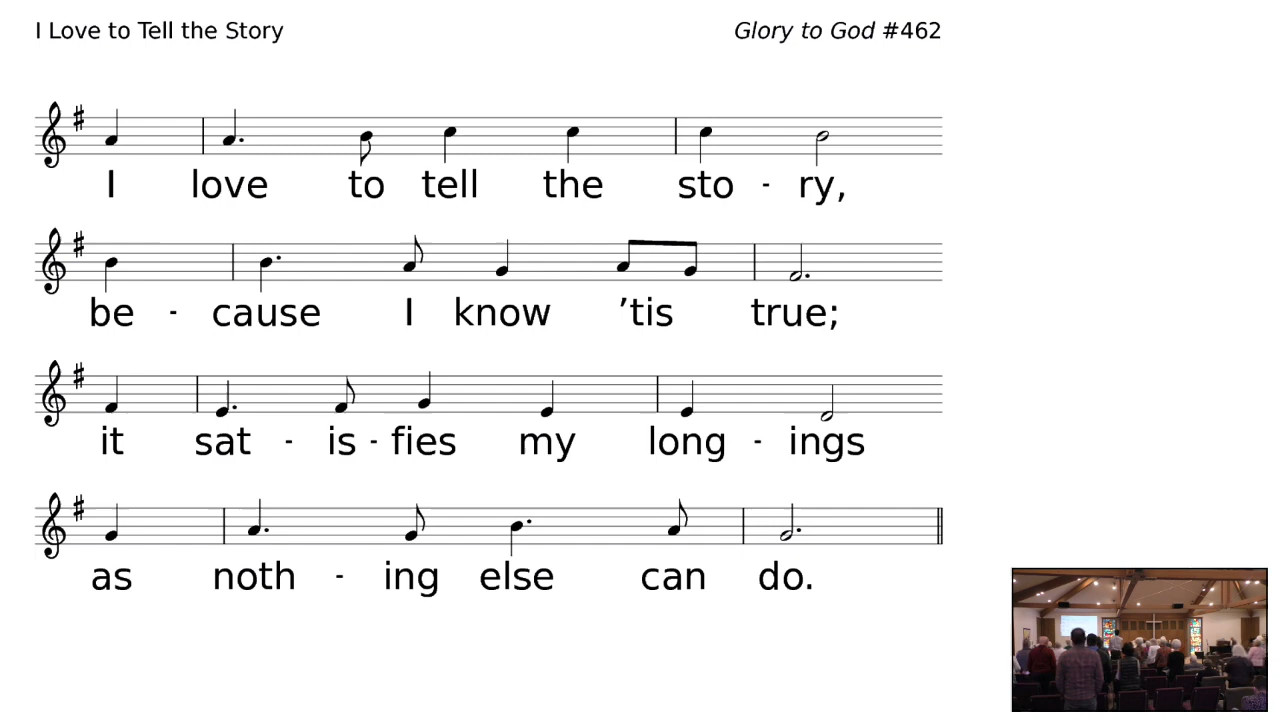 I Love to Tell the Story Glory to God #462
I love to tell the sto - ry,
be - cause I know ’tis true;
it sat - is - fies my long - ings
as noth - ing else can do.